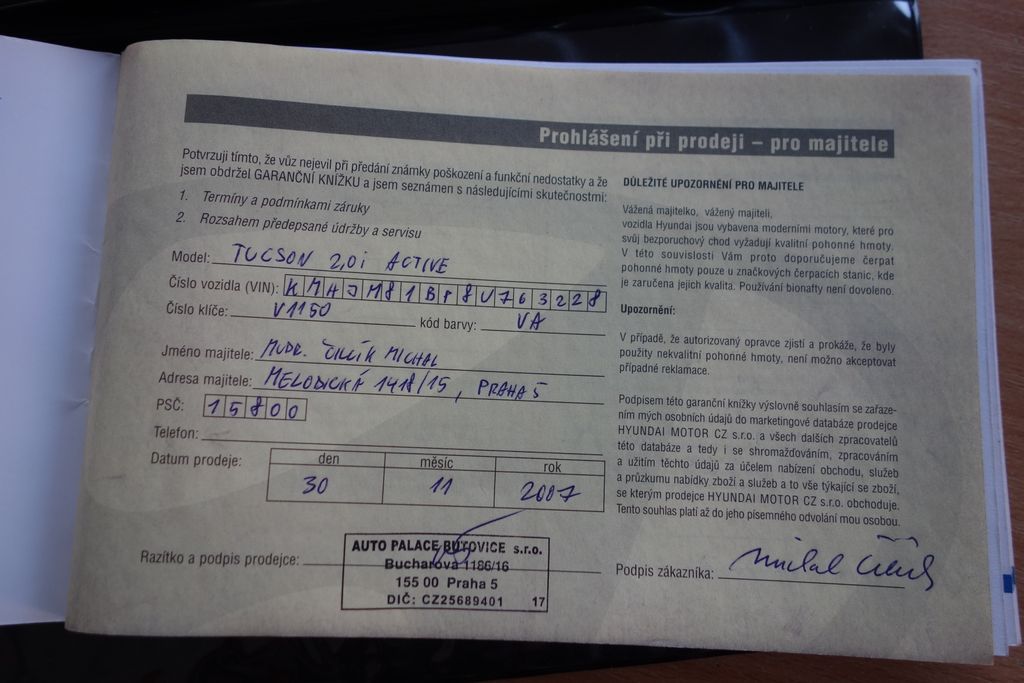 Prohlášení při prodeji – pro majitele
Potvrzuji tímto, že vůz nejevil při předání známky poškození a funkční nedostatky a že
jsem obdržel GARANČNÍ KNÍŽKU a jsem seznámen s následujícími skutečnostmi:
1. Termíny a podmínkami záruky
2. Rozsahem předepsané údržby a servisu
Model: TUCSON 2,0i ACTIVE
Číslo vozidla (VIN): KMHJM81BP8U763228
Číslo klíče: V1150 kód barvy: VA
Jméno majitele: MUDR. MICHAL
Adresa majitele: MELODICKÁ 1418/15, PRAHA 5
PSČ: 15800
Telefon:
Datum prodeje: den měsíc rok
30 11 2007
Razítko a podpis prodejce:
AUTO PALACE BUTOVICE s.r.o.
Bucharova 1186/16
155 00 Praha 5
DIČ: CZ25689401 17
DŮLEŽITÉ UPOZORNĚNÍ PRO MAJITELE
Vážená majitelko, vážený majiteli,
vozidla Hyundai jsou vybavena moderními motory, které pro
svůj bezporuchový chod vyžadují kvalitní pohonné hmoty.
V této souvislosti Vám proto doporučujeme čerpat
pohonné hmoty pouze u značkových čerpacích stanic, kde
je zaručena jejich kvalita. Používání bionafty není dovoleno.
Upozornění:
V případě, že autorizovaný opravce zjistí a prokáže, že byly
použity nekvalitní pohonné hmoty, není možno akceptovat
případné reklamace.
Podpisem této garanční knížky výslovně souhlasím se zařaze-
ním mých osobních údajů do marketingové databáze prodejce
HYUNDAI MOTOR CZ s.r.o. a všech dalších zpracovatelů
této databáze a tedy i se shromažďováním, zpracováním
a užitím těchto údajů za účelem nabízení obchodu, služeb
a průzkumu nabídky zboží a služeb a to vše týkající se zboží,
se kterým prodejce HYUNDAI MOTOR CZ s.r.o. obchoduje.
Tento souhlas platí až do jeho písemného odvolání mou osobou.
Podpis zákazníka: